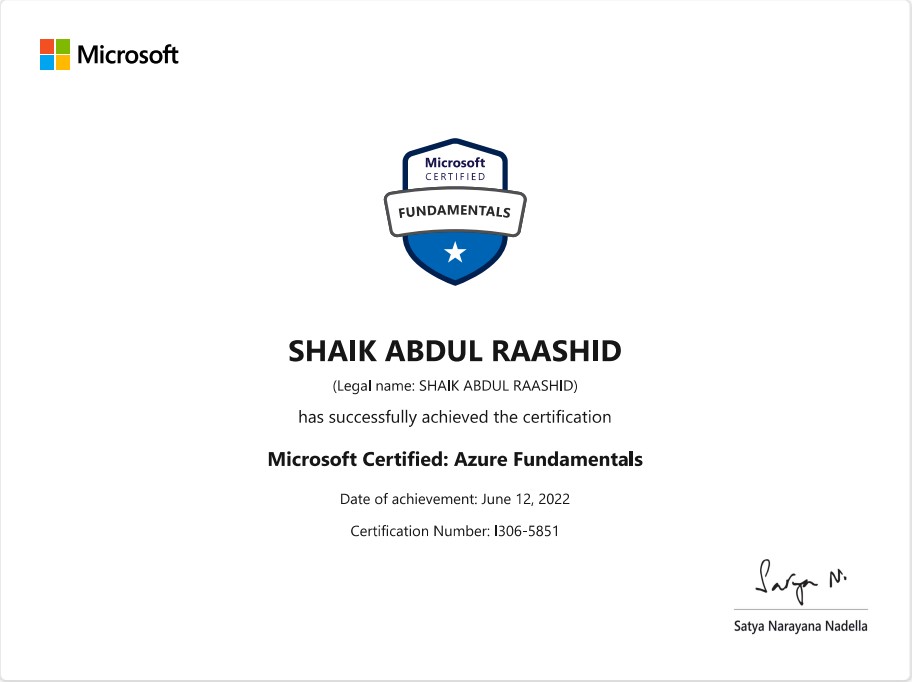 Microsoft
Microsoft
CERTIFIED
FUNDAMENTALS
SHAIK ABDUL RAASHID
(Legal name: SHAIK ABDUL RAASHID)
has successfully achieved the certification
Microsoft Certified: Azure Fundamentals
Date of achievement: June 12, 2022
Certification Number: I306-5851
Satya N.
Satya Narayana Nadella